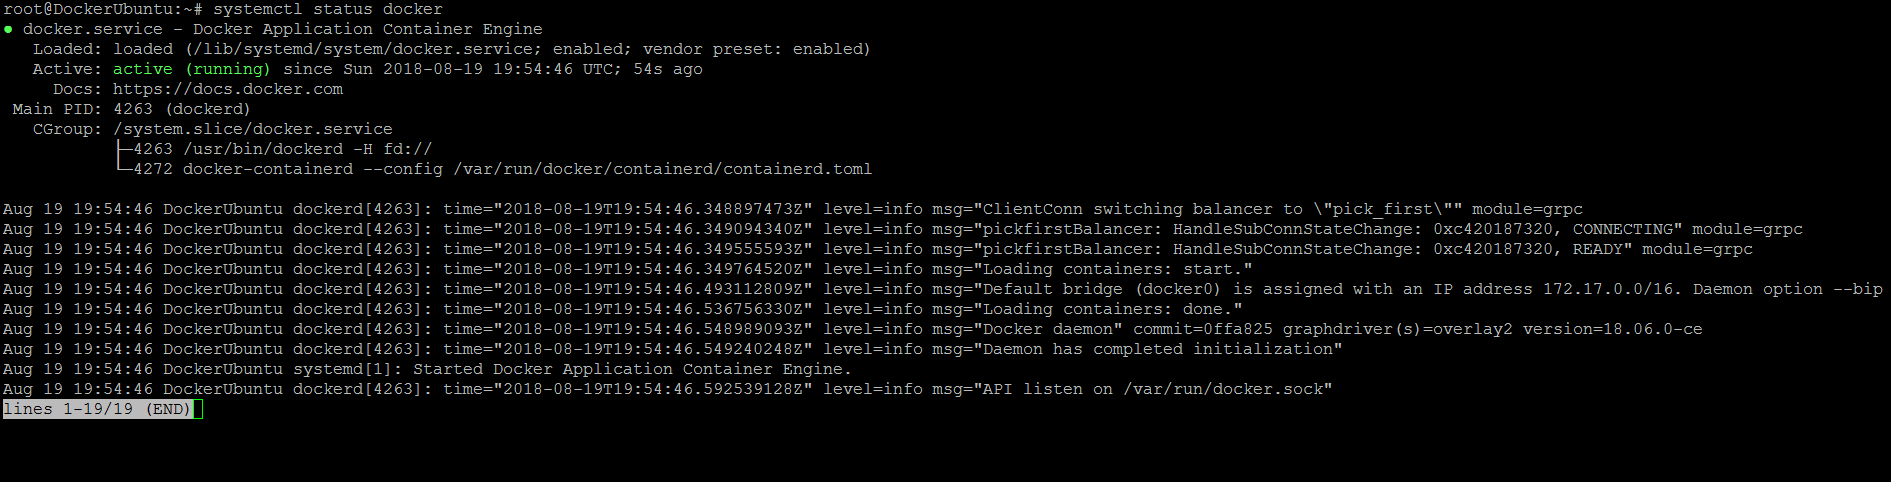 root@DockerUbuntu:~# systemctl status docker
● docker.service - Docker Application Container Engine
   Loaded: loaded (/lib/systemd/system/docker.service; enabled; vendor preset: enabled)
   Active: active (running) since Sun 2018-08-19 19:54:46 UTC; 54s ago
     Docs: https://docs.docker.com
 Main PID: 4263 (dockerd)
   CGroup: /system.slice/docker.service
           ├─4263 /usr/bin/dockerd -H fd://
           └─4272 docker-containerd --config /var/run/docker/containerd/containerd.toml

Aug 19 19:54:46 DockerUbuntu dockerd[4263]: time="2018-08-19T19:54:46.348897473Z" level=info msg="ClientConn switching balancer to \"pick_first\"" module=grpc
Aug 19 19:54:46 DockerUbuntu dockerd[4263]: time="2018-08-19T19:54:46.349094340Z" level=info msg="pickfirstBalancer: HandleSubConnStateChange: 0xc420187320, CONNECTING" module=grpc
Aug 19 19:54:46 DockerUbuntu dockerd[4263]: time="2018-08-19T19:54:46.349555593Z" level=info msg="pickfirstBalancer: HandleSubConnStateChange: 0xc420187320, READY" module=grpc
Aug 19 19:54:46 DockerUbuntu dockerd[4263]: time="2018-08-19T19:54:46.349764520Z" level=info msg="Loading containers: start."
Aug 19 19:54:46 DockerUbuntu dockerd[4263]: time="2018-08-19T19:54:46.493112809Z" level=info msg="Default bridge (docker0) is assigned with an IP address 172.17.0.0/16. Daemon option --bip
Aug 19 19:54:46 DockerUbuntu dockerd[4263]: time="2018-08-19T19:54:46.536756330Z" level=info msg="Loading containers: done."
Aug 19 19:54:46 DockerUbuntu dockerd[4263]: time="2018-08-19T19:54:46.548989093Z" level=info msg="Docker daemon" commit=0ffa825 graphdriver(s)=overlay2 version=18.06.0-ce
Aug 19 19:54:46 DockerUbuntu dockerd[4263]: time="2018-08-19T19:54:46.549240248Z" level=info msg="Daemon has completed initialization"
Aug 19 19:54:46 DockerUbuntu systemd[1]: Started Docker Application Container Engine.
Aug 19 19:54:46 DockerUbuntu dockerd[4263]: time="2018-08-19T19:54:46.592539128Z" level=info msg="API listen on /var/run/docker.sock"
lines 1-19/19 (END)